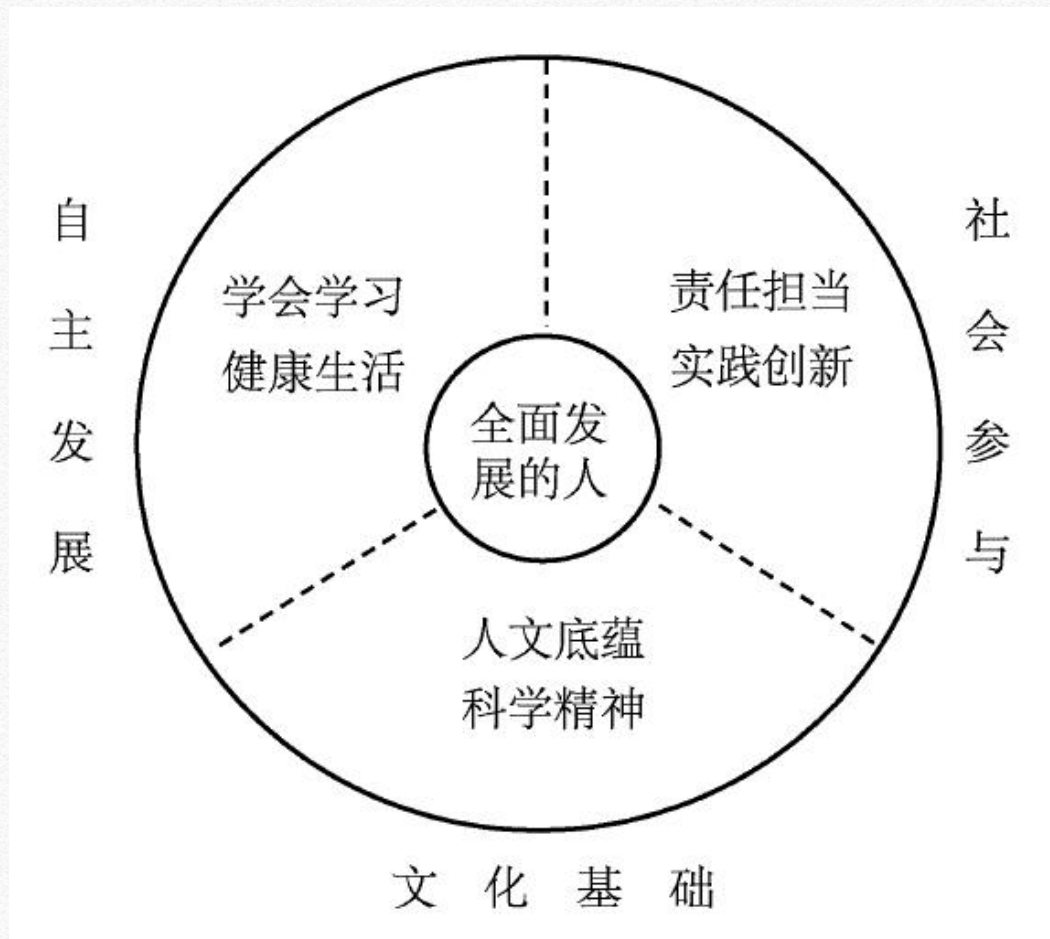 自主发展
学会学习
健康生活
社会参与
责任担当
实践创新
全面发
展的人
人文底蕴
科学精神
文化基础